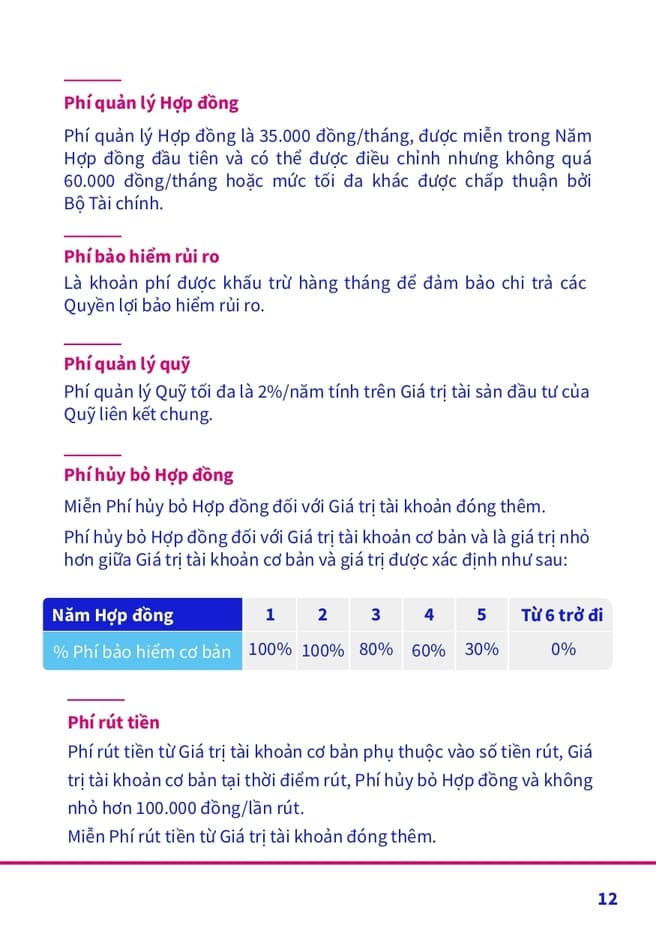 Phí quản lý Hợp đồng
Phí quản lý Hợp đồng là 35.000 đồng/tháng, được miễn trong Năm
Hợp đồng đầu tiên và có thể được điều chỉnh nhưng không quá
60.000 đồng/tháng hoặc mức tối đa khác được chấp thuận bởi
Bộ Tài chính.
Phí bảo hiểm rủi ro
Là khoản phí được khấu trừ hàng tháng để đảm bảo chi trả các
Quyền lợi bảo hiểm rủi ro.
Phí quản lý quỹ
Phí quản lý Quỹ tối đa là 2%/năm tính trên Giá trị tài sản đầu tư của
Quỹ liên kết chung.
Phí hủy bỏ Hợp đồng
Miễn Phí hủy bỏ Hợp đồng đối với Giá trị tài khoản đóng thêm.
Phí hủy bỏ Hợp đồng đối với Giá trị tài khoản cơ bản và là giá trị nhỏ
hơn giữa Giá trị tài khoản cơ bản và giá trị được xác định như sau:
Năm Hợp đồng 1 2 3 4 5 Từ 6 trở đi
% Phí bảo hiểm cơ bản 100% 100% 80% 60% 30% 0%
Phí rút tiền
Phí rút tiền từ Giá trị tài khoản cơ bản phụ thuộc vào số tiền rút, Giá
trị tài khoản cơ bản tại thời điểm rút, Phí hủy bỏ Hợp đồng và không
nhỏ hơn 100.000 đồng/lần rút.
Miễn Phí rút tiền từ Giá trị tài khoản đóng thêm.
12